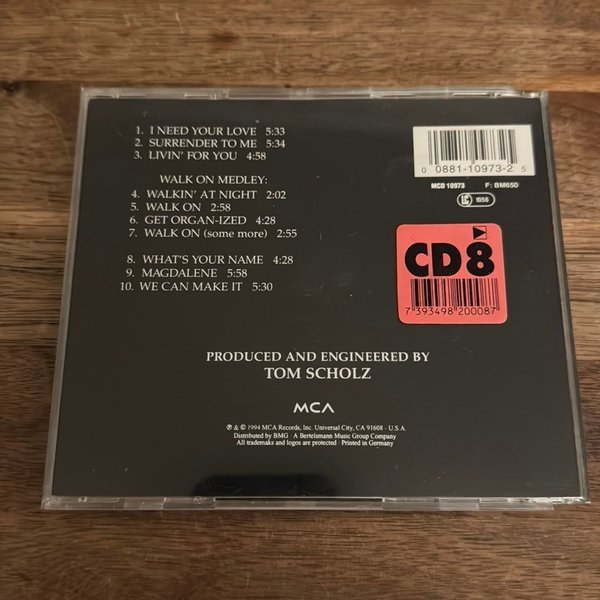 1. I NEED YOUR LOVE 5:33
2. SURRENDER TO ME 5:34
3. LIVIN' FOR YOU 4:58
WALK ON MEDLEY:
4. WALKIN' AT NIGHT 2:02
5. WALK ON 2:58
6. GET ORGAN-IZED 4:28
7. WALK ON (some more) 2:55
8. WHAT'S YOUR NAME 4:28
9. MAGDALENE 5:58
10. WE CAN MAKE IT 5:30
0 0881-10973-2 5
MCD 10973 F: BM650
LC 1056
CD8
7393498200087
PRODUCED AND ENGINEERED BY
TOM SCHOLZ
MCA
℗ & © 1994 MCA Records, Inc. Universital City, CA 91608 · U.S.A.
Distributed by BMG · A Bertelsmann Music Group Company
All trademaks and logos are protected · Printed in Germany